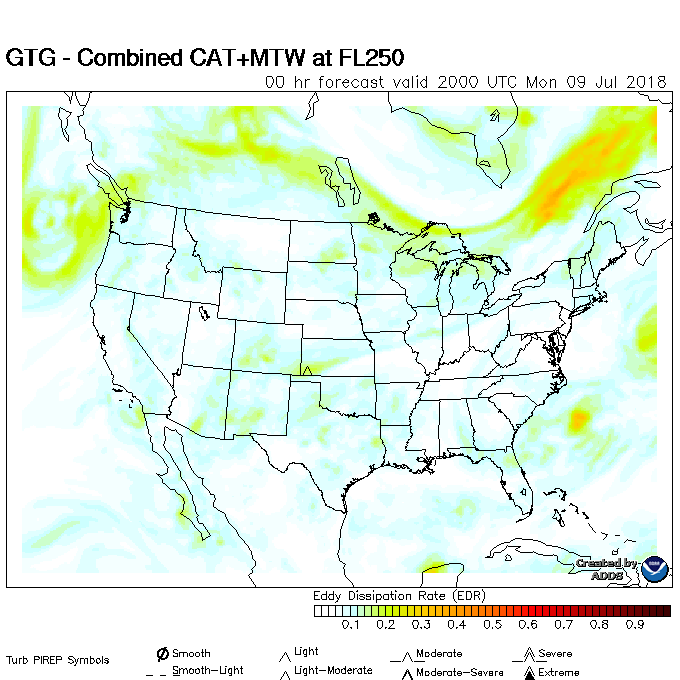 GTG - Combined CAT+MTW at FL250
00 hr forecast valid 2000 UTC Mon 09 Jul 2018
Created by
ADDS
Eddy Dissipation Rate (EDR)
0.1 0.2 0.3 0.4 0.5 0.6 0.7 0.8 0.9
Turb PIREP Symbols
Smooth Light Moderate Severe
Smooth-Light Light-Moderate Moderate-Severe Extreme